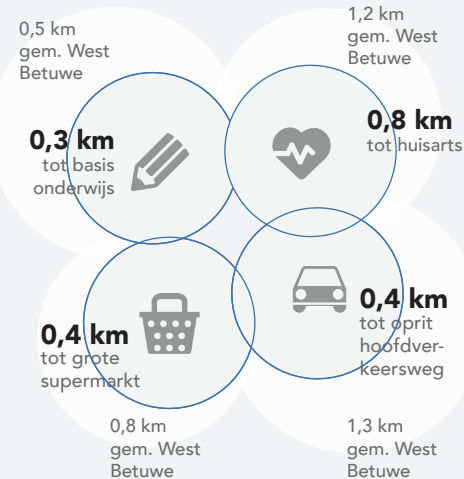 0,5 km
gem. West
Betuwe
0,3 km
tot basis
onderwijs
1,2 km
gem. West
Betuwe
0,8 km
tot huisarts
0,4 km
tot grote
supermarkt
0,8 km
gem. West
Betuwe
0,4 km
tot oprit
hoofdver-
keersweg
1,3 km
gem. West
Betuwe